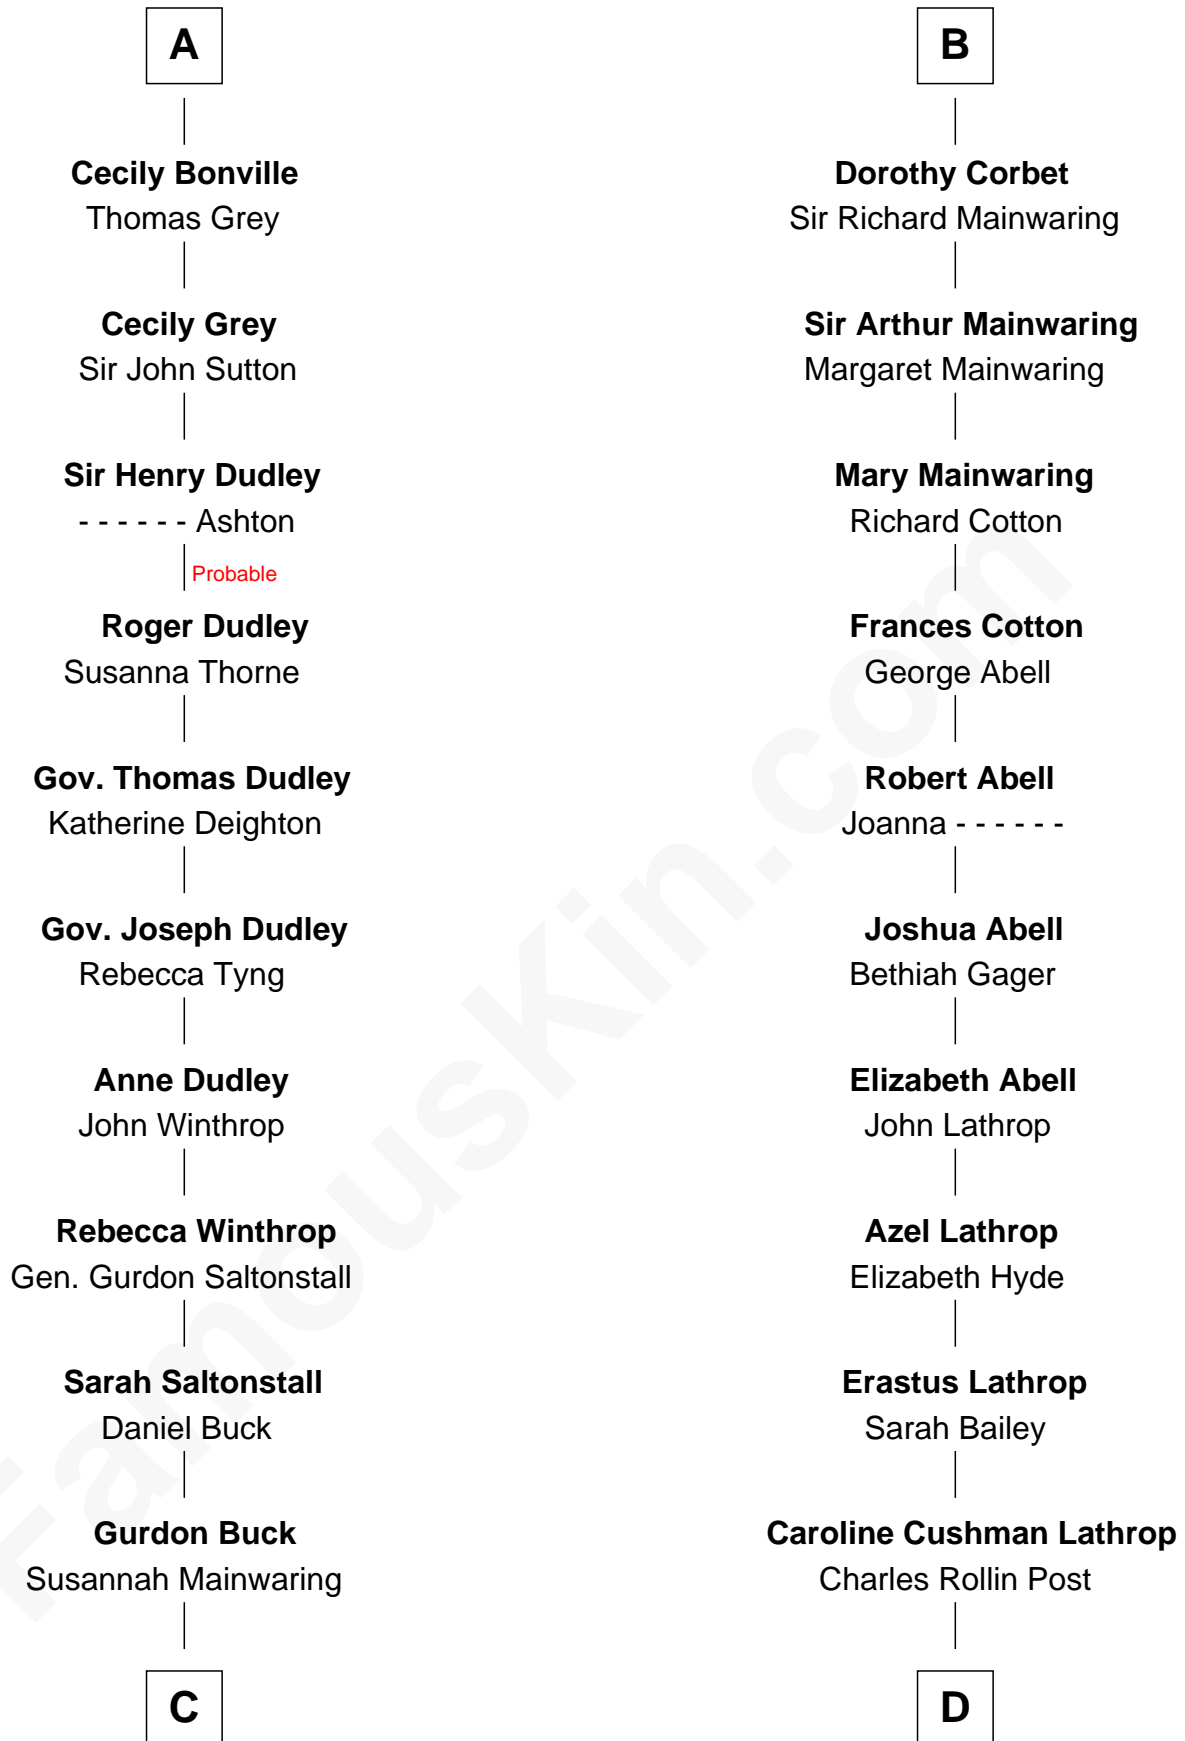 A
Cecily Bonville
Thomas Grey
Cecily Grey
Sir John Sutton
Sir Henry Dudley
- - - - - - Ashton
Probable
Roger Dudley
Susanna Thorne
Gov. Thomas Dudley
Katherine Deighton
Gov. Joseph Dudley
Rebecca Tyng
Anne Dudley
John Winthrop
Rebecca Winthrop
Gen. Gurdon Saltonstall
Sarah Saltonstall
Daniel Buck
Gurdon Buck
Susannah Mainwaring
C
B
Dorothy Corbet
Sir Richard Mainwaring
Sir Arthur Mainwaring
Margaret Mainwaring
Mary Mainwaring
Richard Cotton
Frances Cotton
George Abell
Robert Abell
Joanna - - - - - -
Joshua Abell
Bethiah Gager
Elizabeth Abell
John Lathrop
Azel Lathrop
Elizabeth Hyde
Erastus Lathrop
Sarah Bailey
Caroline Cushman Lathrop
Charles Rollin Post
D
FamousKin.com